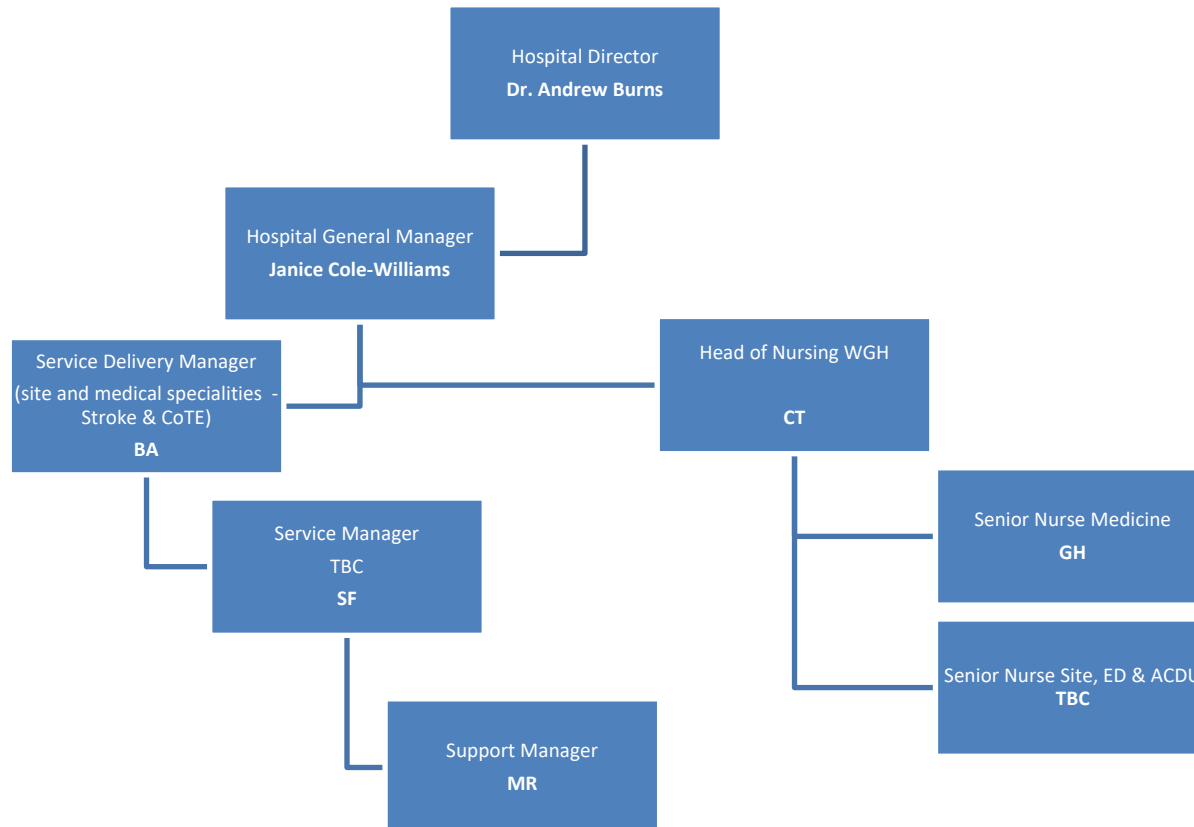 Hospital Director
Dr. Andrew Burns
Hospital General Manager
Janice Cole-Williams
Service Delivery Manager
(site and medical specialities -
Stroke & CoTE)
BA
Head of Nursing WGH
CT
Service Manager
TBC
SF
Senior Nurse Medicine
GH
Senior Nurse Site, ED & ACDU
TBC
Support Manager
MR